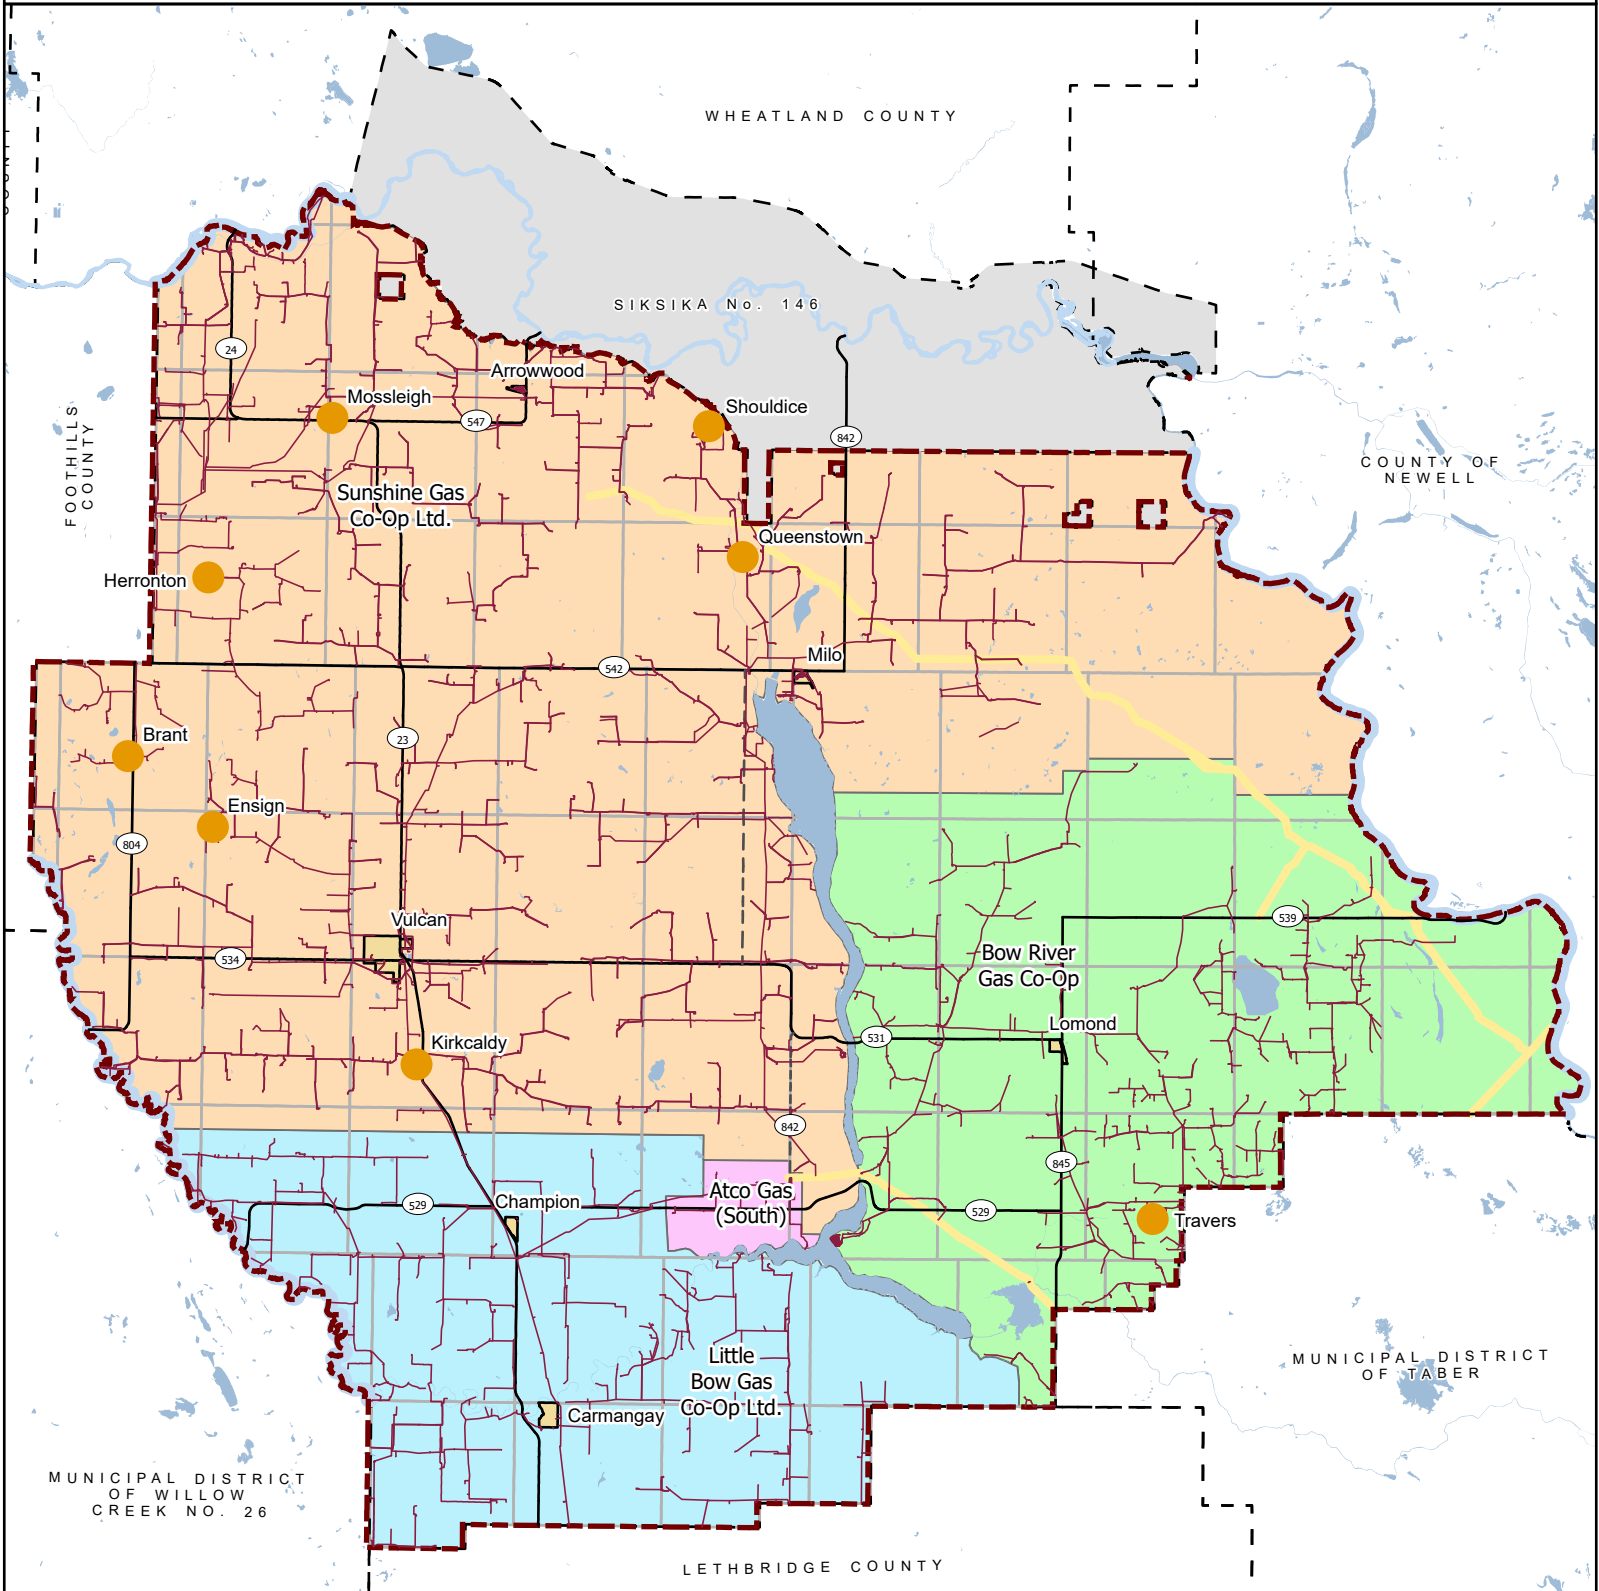 WHEATLAND COUNTY
COUNTY
SIKSIKA No. 146
24
Arrowwood
Mossleigh
547
Shouldice
842
FOOTHILLS
COUNTY
COUNTY OF
NEWELL
Sunshine Gas
Co-Op Ltd.
Queenstown
Herronton
Milo
542
Brant
23
Ensign
804
Vulcan
539
534
Bow River
Gas Co-Op
Lomond
531
Kirkcaldy
842
845
Atco Gas
(South)
Champion
529
529
Travers
Little
Bow Gas
Co-Op Ltd.
Carmangay
MUNICIPAL DISTRICT
OF TABER
MUNICIPAL DISTRICT
OF WILLOW
CREEK NO. 26
LETHBRIDGE COUNTY